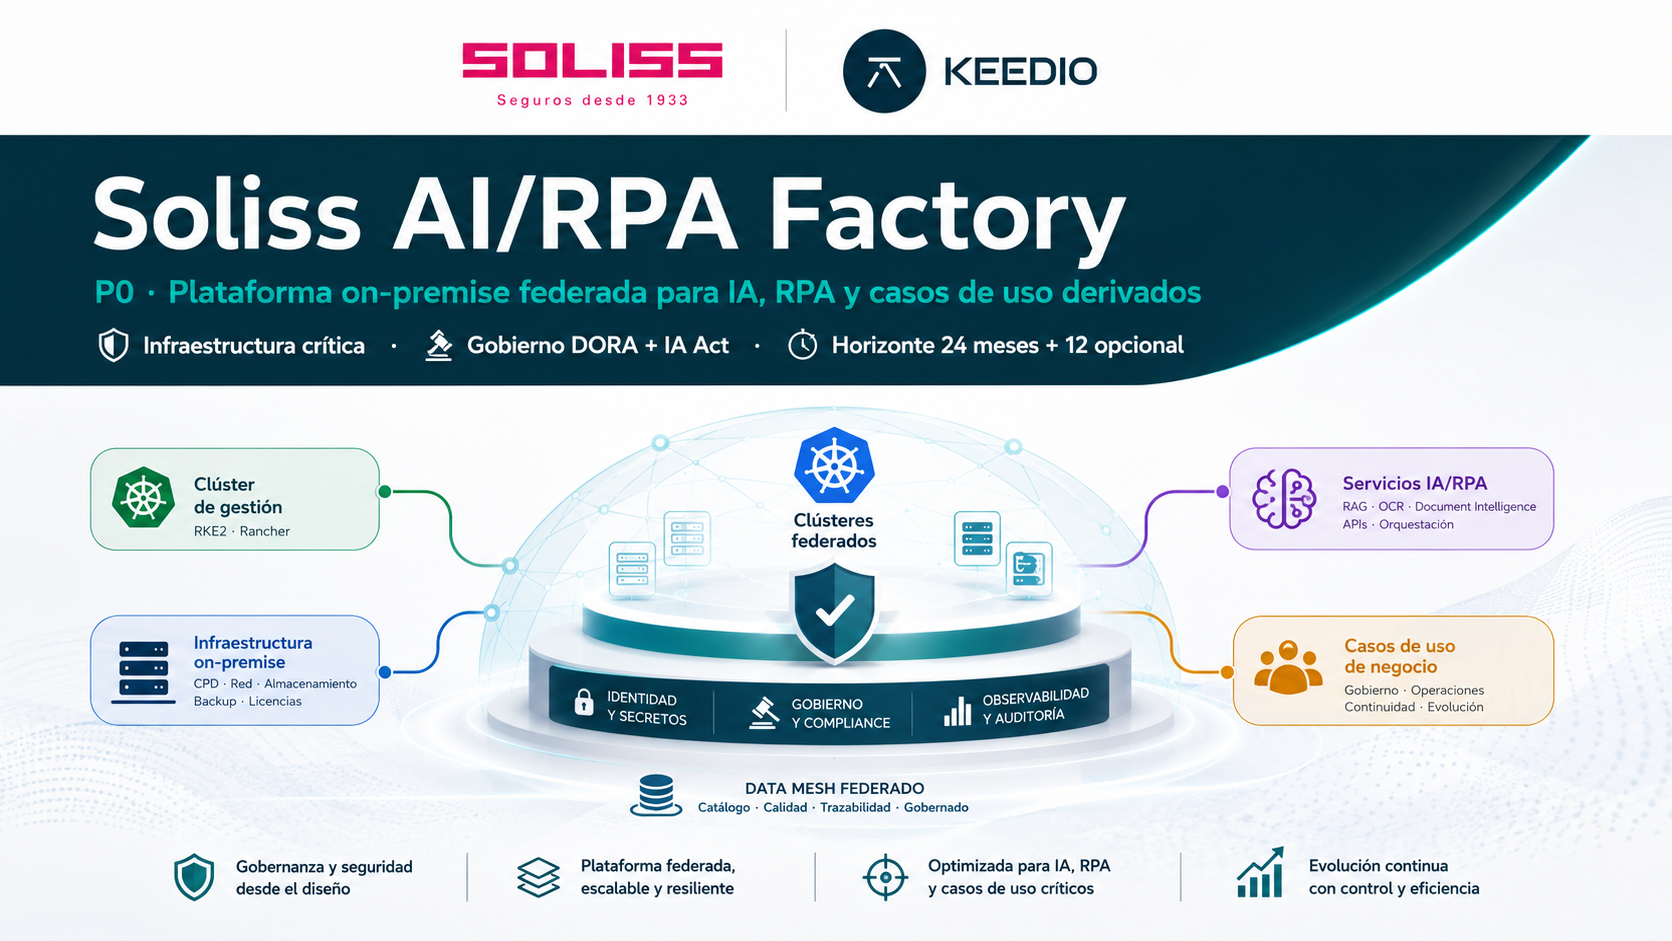 SOLISS
Seguros desde 1933
KEEDIO
Soliss AI/RPA Factory
P0 · Plataforma on-premise federada para IA, RPA y casos de uso derivados
Infraestructura crítica · Gobierno DORA + IA Act · Horizonte 24 meses + 12 opcional
Clúster
de gestión
RKE2 · Rancher
Infraestructura
on-premise
CPD · Red · Almacenamiento
Backup · Licencias
Clústeres
federados
IDENTIDAD
Y SECRETOS
GOBIERNO
Y COMPLIANCE
OBSERVABILIDAD
Y AUDITORÍA
Servicios IA/RPA
RAG · OCR · Document Intelligence
APIs · Orquestación
Casos de uso
de negocio
Gobierno · Operaciones
Continuidad · Evolución
DATA MESH FEDERADO
Catálogo · Calidad · Trazabilidad · Gobernado
Gobernanza y seguridad
desde el diseño
Plataforma federada,
escalable y resiliente
Optimizada para IA, RPA
y casos de uso críticos
Evolución continua
con control y eficiencia